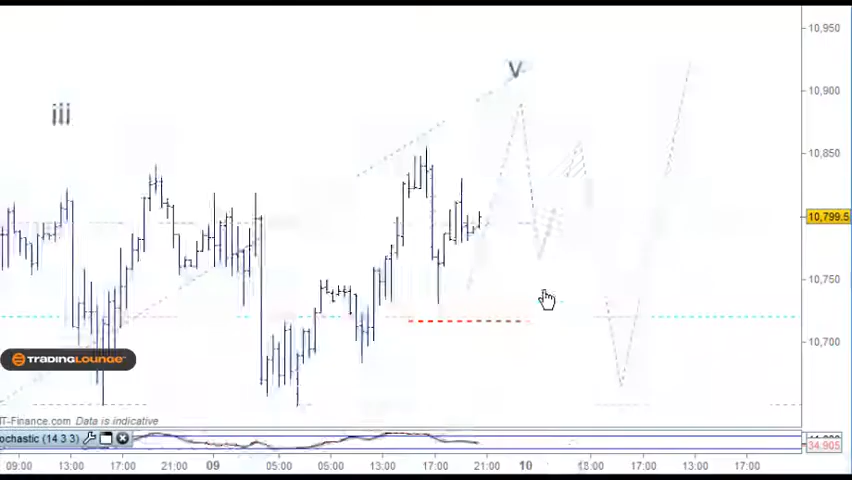 10,950
V
10,900
iii
10,850
10,799.5
10,750
10,700
TRADINGLOUNGE
IT-Finance.com Data is indicative
ochastic (14 3 3)
34.905
09:00 13:00 17:00 21:00 09 05:00 05:00 13:00 17:00 21:00 10 15:00 17:00 13:00 17:00